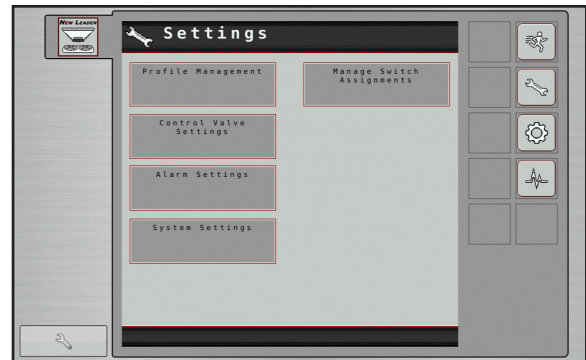 NEW LEADER
Settings
Profile Management
Manage Switch
Assignments
Control Valve
Settings
Alarm Settings
System Settings